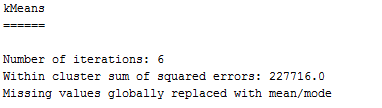 kMeans
======
Number of iterations: 6
Within cluster sum of squared errors: 227716.0
Missing values globally replaced with mean/mode